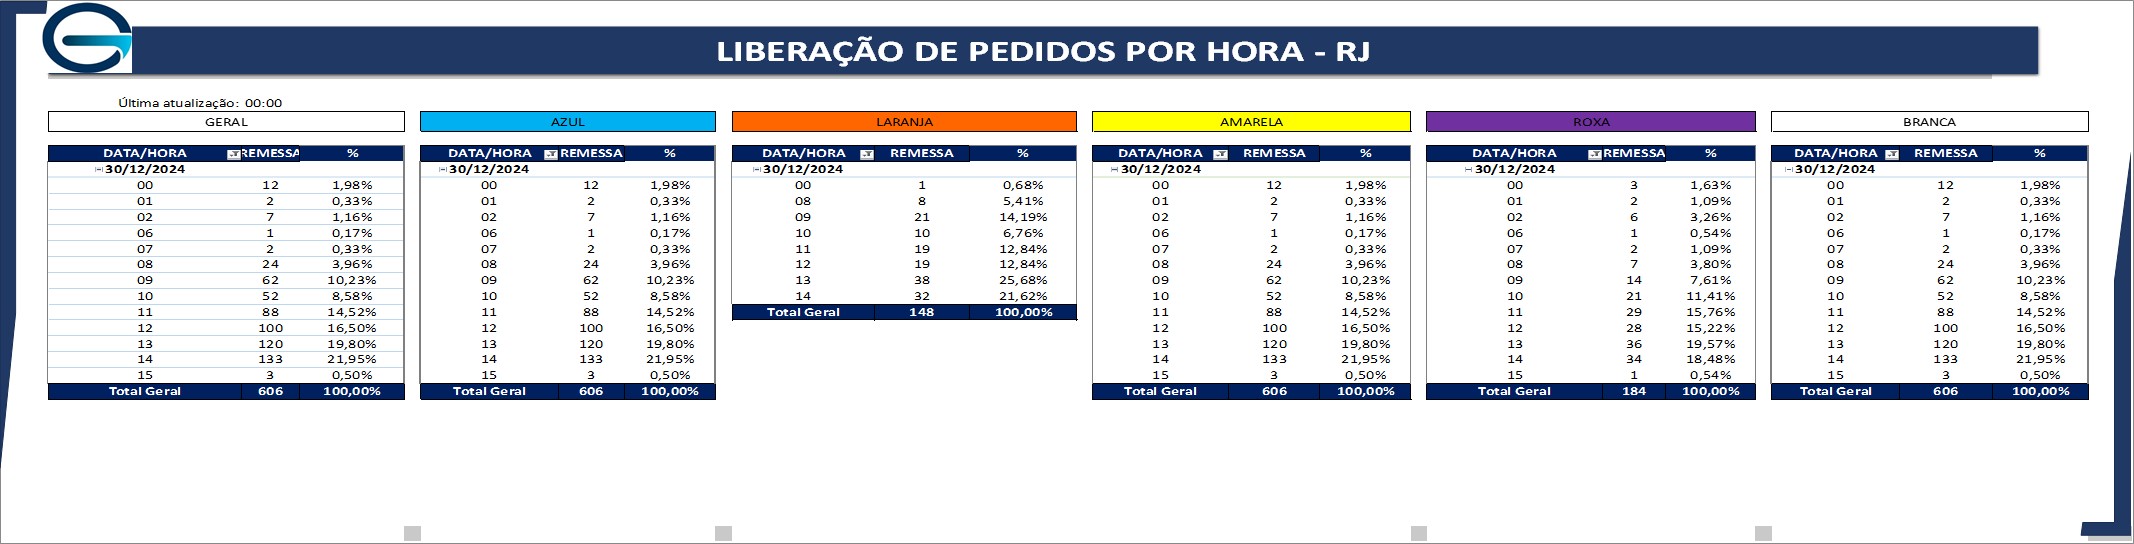 LIBERAÇÃO DE PEDIDOS POR HORA - RJ
Última atualização: 00:00
GERAL
DATA/HORA REMESSA %
30/12/2024
00 12 1,98%
01 2 0,33%
02 7 1,16%
06 1 0,17%
07 2 0,33%
08 24 3,96%
09 62 10,23%
10 52 8,58%
11 88 14,52%
12 100 16,50%
13 120 19,80%
14 133 21,95%
15 3 0,50%
Total Geral 606 100,00%
AZUL
DATA/HORA REMESSA %
30/12/2024
00 12 1,98%
01 2 0,33%
02 7 1,16%
06 1 0,17%
07 2 0,33%
08 24 3,96%
09 62 10,23%
10 52 8,58%
11 88 14,52%
12 100 16,50%
13 120 19,80%
14 133 21,95%
15 3 0,50%
Total Geral 606 100,00%
LARANJA
DATA/HORA REMESSA %
30/12/2024
00 1 0,68%
08 8 5,41%
09 21 14,19%
10 10 6,76%
11 19 12,84%
12 19 12,84%
13 38 25,68%
14 32 21,62%
Total Geral 148 100,00%
AMARELA
DATA/HORA REMESSA %
30/12/2024
00 12 1,98%
01 2 0,33%
02 7 1,16%
06 1 0,17%
07 2 0,33%
08 24 3,96%
09 62 10,23%
10 52 8,58%
11 88 14,52%
12 100 16,50%
13 120 19,80%
14 133 21,95%
15 3 0,50%
Total Geral 606 100,00%
ROXA
DATA/HORA REMESSA %
30/12/2024
00 3 1,63%
01 2 1,09%
02 6 3,26%
06 1 0,54%
07 2 1,09%
08 7 3,80%
09 14 7,61%
10 21 11,41%
11 29 15,76%
12 28 15,22%
13 36 19,57%
14 34 18,48%
15 1 0,54%
Total Geral 184 100,00%
BRANCA
DATA/HORA REMESSA %
30/12/2024
00 12 1,98%
01 2 0,33%
02 7 1,16%
06 1 0,17%
07 2 0,33%
08 24 3,96%
09 62 10,23%
10 52 8,58%
11 88 14,52%
12 100 16,50%
13 120 19,80%
14 133 21,95%
15 3 0,50%
Total Geral 606 100,00%